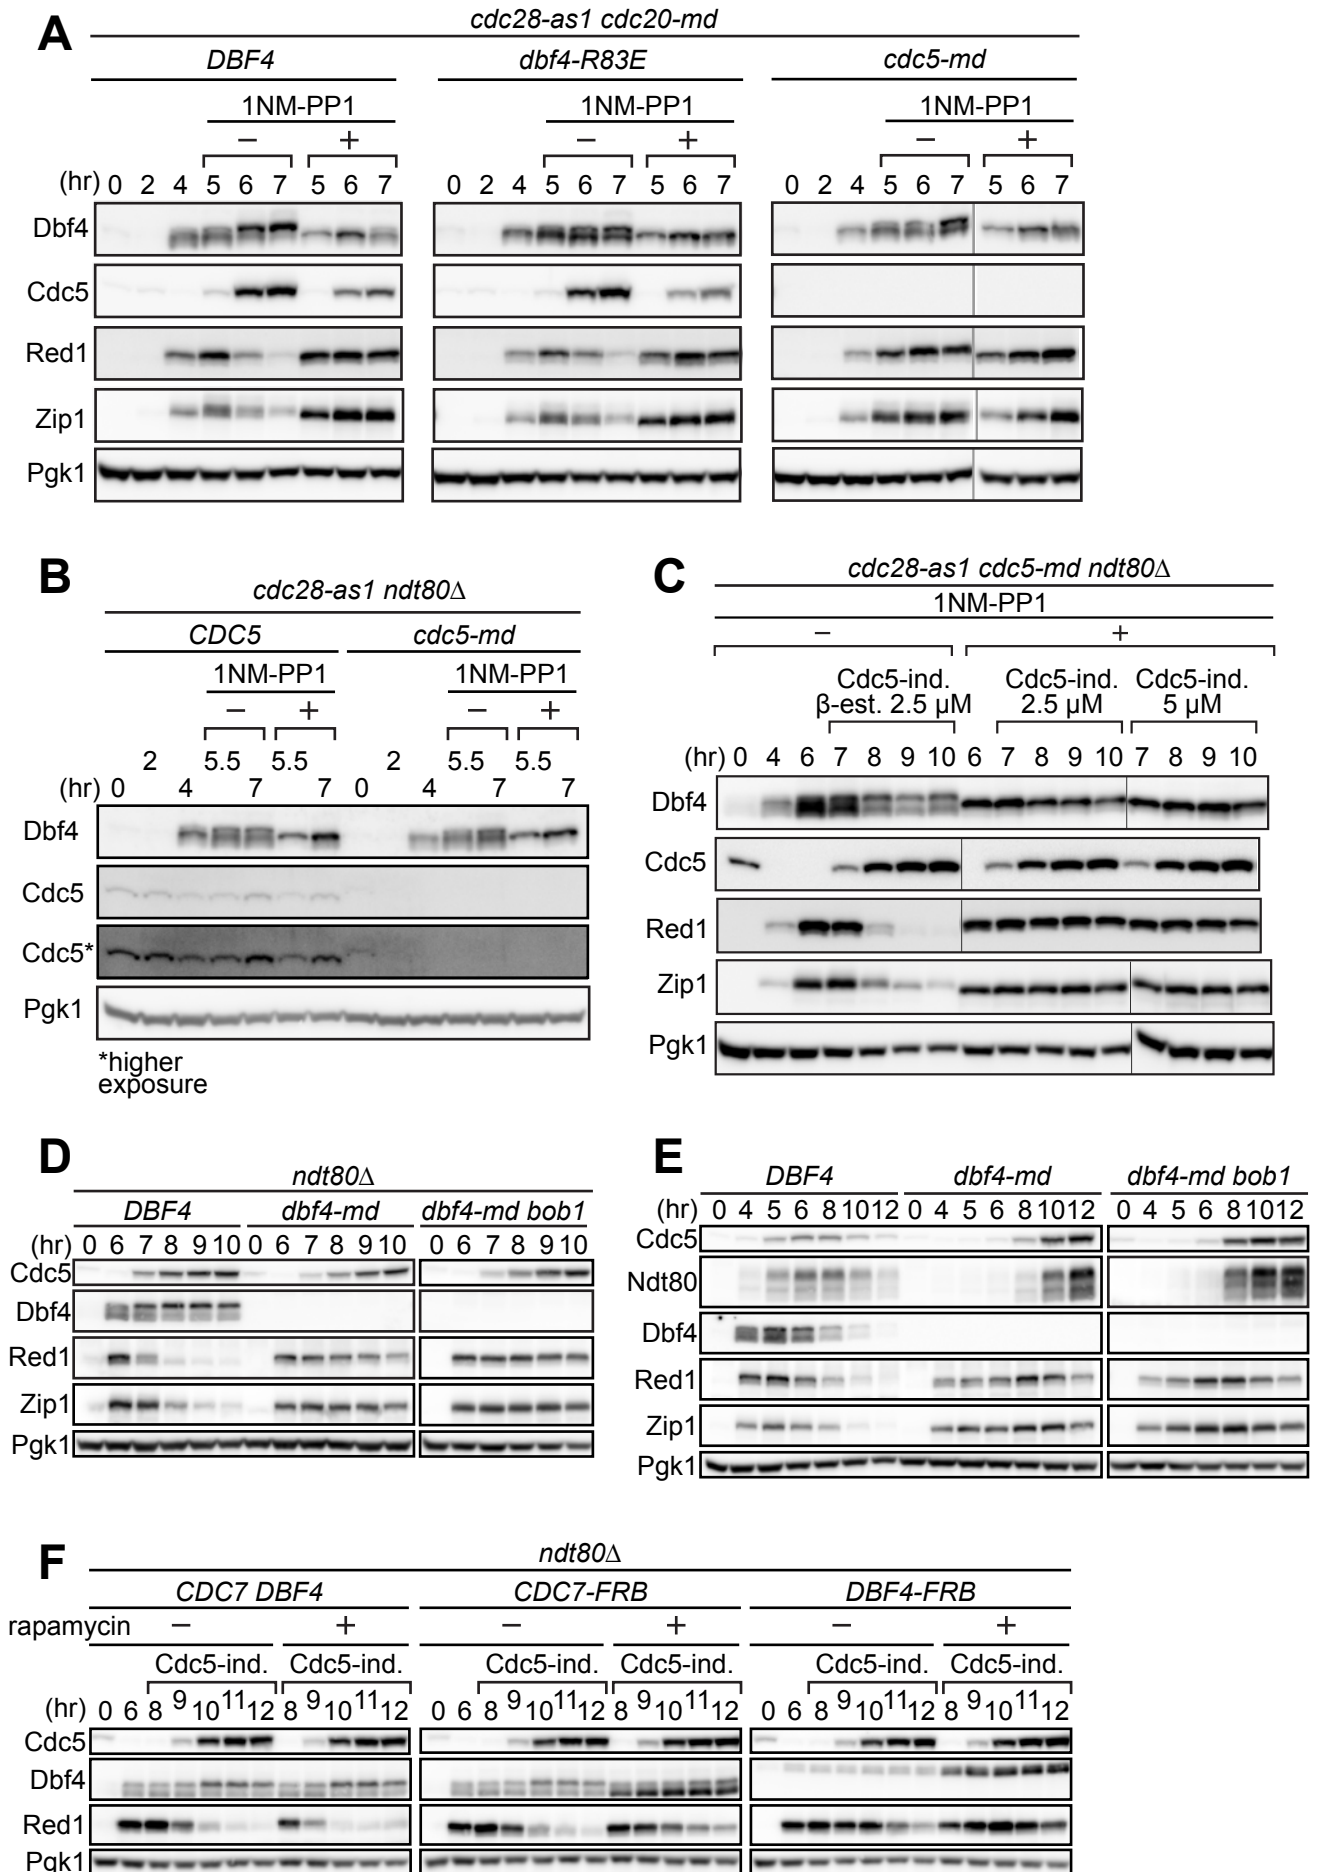 A
cdc28-as1 cdc20-md
DBF4 dbf4-R83E cdc5-md
1NM-PP1 1NM-PP1 1NM-PP1
− + − + − +
(hr) 0 2 4 5 6 7 5 6 7 0 2 4 5 6 7 5 6 7 0 2 4 5 6 7 5 6 7
Dbf4
Cdc5
Red1
Zip1
Pgk1
B
cdc28-as1 ndt80Δ
CDC5 cdc5-md
1NM-PP1 1NM-PP1
− + − +
2 5.5 5.5 2 5.5 5.5
(hr) 0 4 7 7 0 4 7 7
Dbf4
Cdc5
Cdc5*
Pgk1
*higher
exposure
C
cdc28-as1 cdc5-md ndt80Δ
1NM-PP1
− +
Cdc5-ind. Cdc5-ind. Cdc5-ind.
β-est. 2.5 μM 2.5 μM 5 μM
(hr) 0 4 6 7 8 9 10 6 7 8 9 10 7 8 9 10
Dbf4
Cdc5
Red1
Zip1
Pgk1
D
ndt80Δ
DBF4 dbf4-md dbf4-md bob1
(hr) 0 6 7 8 9 10 0 6 7 8 9 10 0 6 7 8 9 10
Cdc5
Dbf4
Red1
Zip1
Pgk1
E
DBF4 dbf4-md dbf4-md bob1
(hr) 0 4 5 6 8 10 12 0 4 5 6 8 10 12 0 4 5 6 8 10 12
Cdc5
Ndt80
Dbf4
Red1
Zip1
Pgk1
F
ndt80Δ
CDC7 DBF4 CDC7-FRB DBF4-FRB
rapamycin − + − + − +
Cdc5-ind. Cdc5-ind. Cdc5-ind. Cdc5-ind. Cdc5-ind. Cdc5-ind.
(hr) 0 6 8 9 10 11 12 8 9 10 11 12 0 6 8 9 10 11 12 8 9 10 11 12 0 6 8 9 10 11 12 8 9 10 11 12
Cdc5
Dbf4
Red1
Pgk1